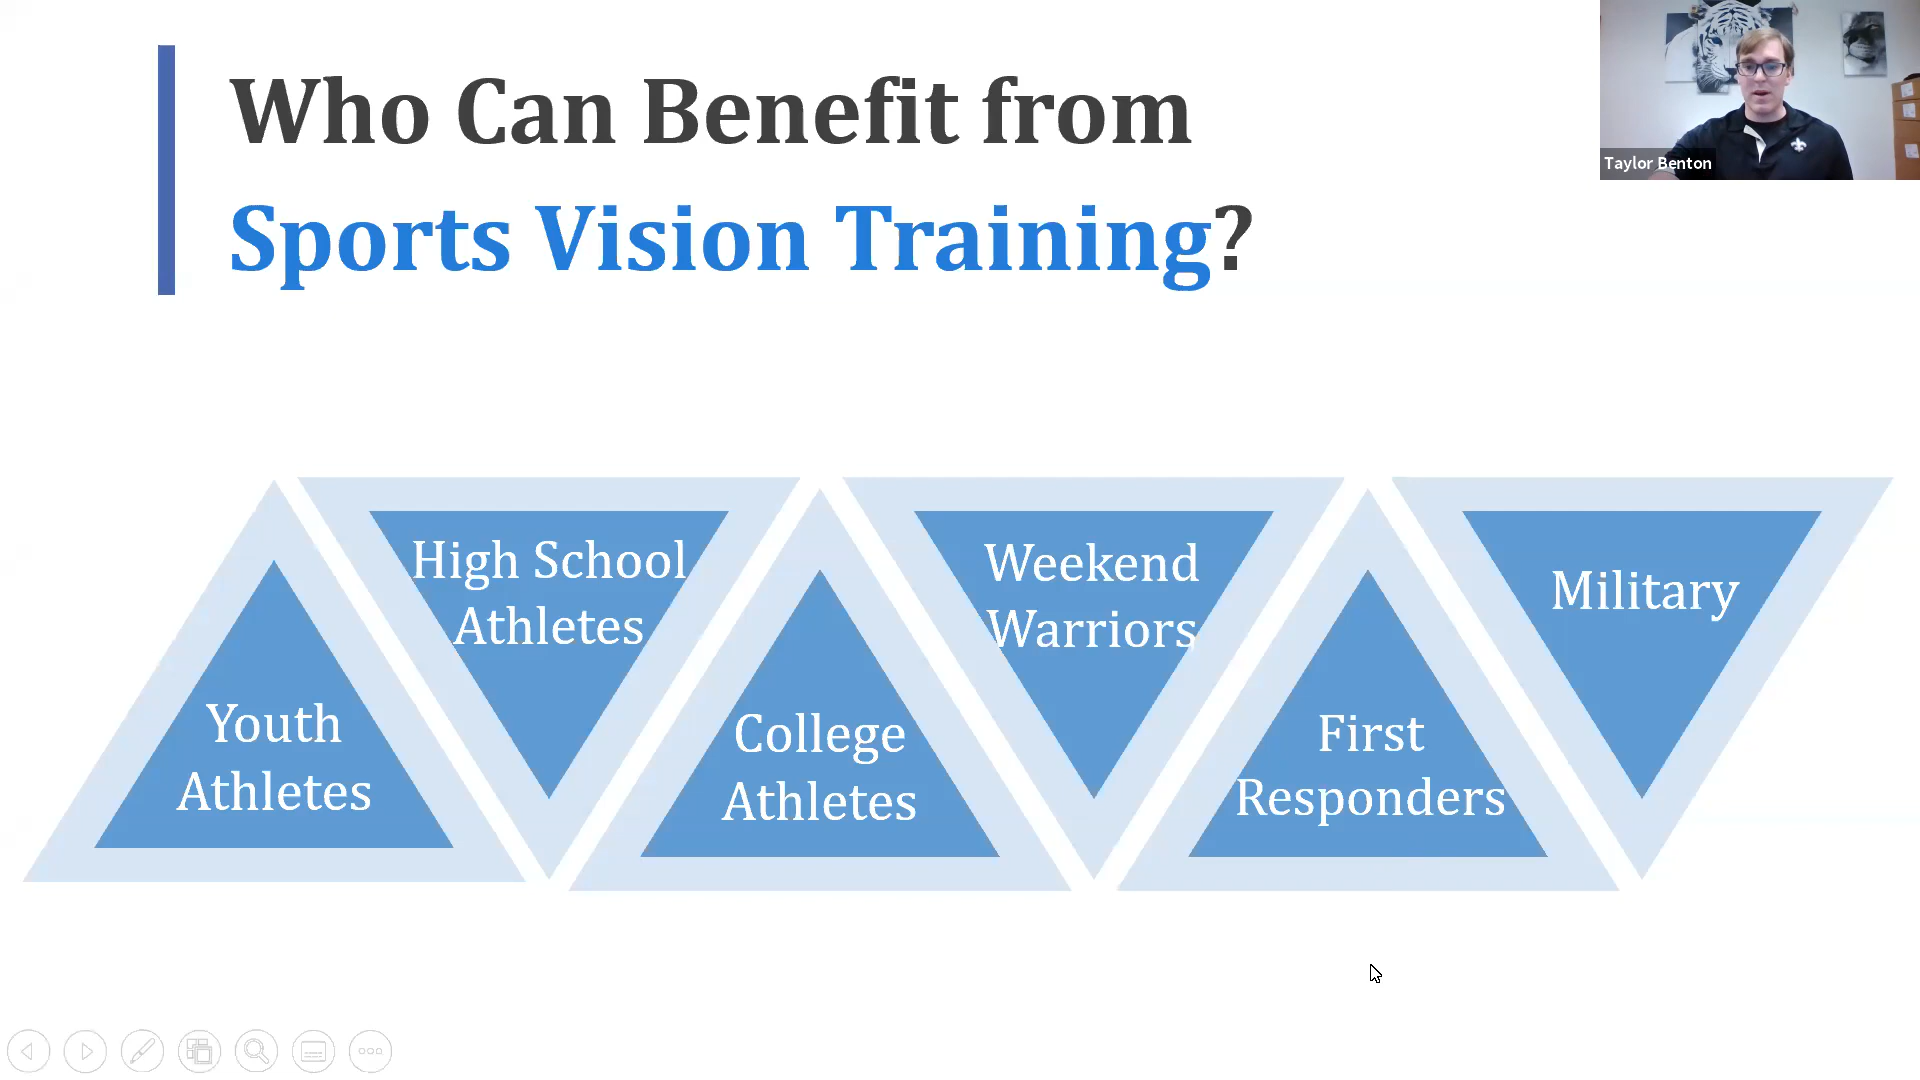 Who Can Benefit from
Sports Vision Training?
Taylor Benton
Youth
Athletes
High School
Athletes
College
Athletes
Weekend
Warriors
First
Responders
Military